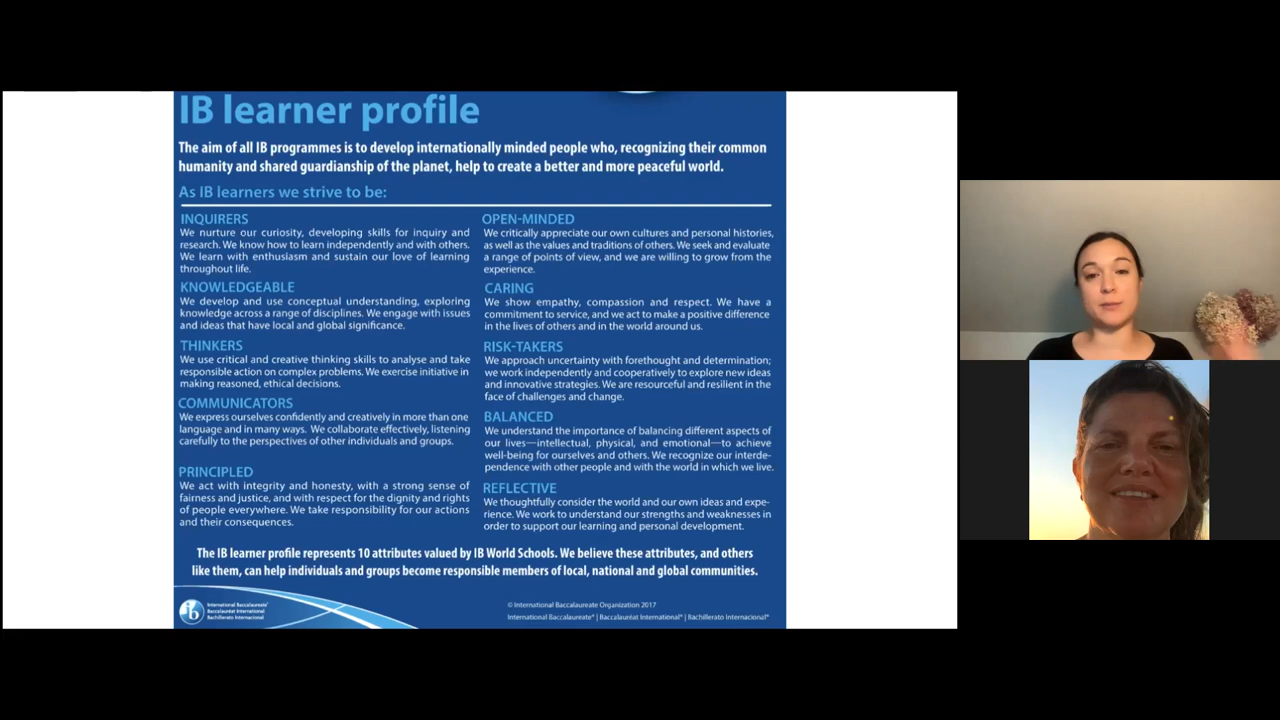 IB learner profile
The aim of all IB programmes is to develop internationally minded people who, recognizing their common
humanity and shared guardianship of the planet, help to create a better and more peaceful world.
As IB learners we strive to be:
INQUIRERS
We nurture our curiosity, developing skills for inquiry and
research. We know how to learn independently and with others.
We learn with enthusiasm and sustain our love of learning
throughout life.
KNOWLEDGEABLE
We develop and use conceptual understanding, exploring
knowledge across a range of disciplines. We engage with issues
and ideas that have local and global significance.
THINKERS
We use critical and creative thinking skills to analyse and take
responsible action on complex problems. We exercise initiative in
making reasoned, ethical decisions.
COMMUNICATORS
We express ourselves confidently and creatively in more than one
language and in many ways. We collaborate effectively, listening
carefully to the perspectives of other individuals and groups.
PRINCIPLED
We act with integrity and honesty, with a strong sense of
fairness and justice, and with respect for the dignity and rights
of people everywhere. We take responsibility for our actions
and their consequences.
OPEN-MINDED
We critically appreciate our own cultures and personal histories,
as well as the values and traditions of others. We seek and evaluate
a range of points of view, and we are willing to grow from the
experience.
CARING
We show empathy, compassion and respect. We have a
commitment to service, and we act to make a positive difference
in the lives of others and in the world around us.
RISK-TAKERS
We approach uncertainty with forethought and determination;
we work independently and cooperatively to explore new ideas
and innovative strategies. We are resourceful and resilient in the
face of challenges and change.
BALANCED
We understand the importance of balancing different aspects of
our lives—intellectual, physical, and emotional—to achieve
well-being for ourselves and others. We recognize our interde-
pendence with other people and with the world in which we live.
REFLECTIVE
We thoughtfully consider the world and our own ideas and expe-
rience. We work to understand our strengths and weaknesses in
order to support our learning and personal development.
The IB learner profile represents 10 attributes valued by IB World Schools. We believe these attributes, and others
like them, can help individuals and groups become responsible members of local, national and global communities.
ib
International Baccalaureate®
Baccalauréat International
Bachillerato Internacional
© International Baccalaureate Organization 2017
International Baccalaureate® | Baccalauréat International® | Bachillerato Internacional®